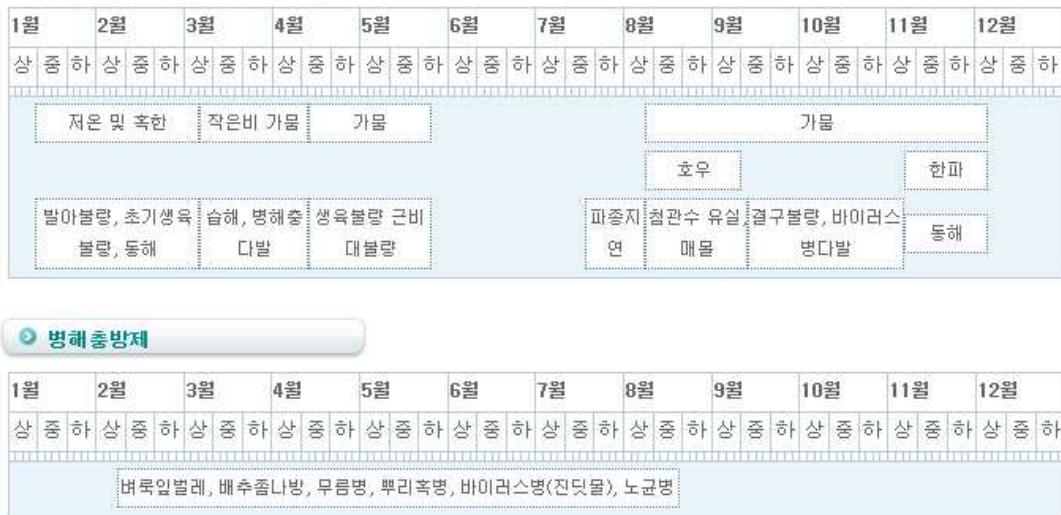 1월 2월 3월 4월 5월 6월 7월 8월 9월 10월 11월 12월
상 중 하 상 중 하 상 중 하 상 중 하 상 중 하 상 중 하 상 중 하 상 중 하 상 중 하 상 중 하 상 중 하 상 중 하
저온 및 혹한 작은비 가뭄 가뭄 가뭄
호우 한파
발아불량, 초기생육 습해, 병해충 생육불량 근비 파종지 첨관수 유실, 결구불량, 바이러스 동해
불량, 동해 다발 대불량 연 매몰 병다발
병해충방제
1월 2월 3월 4월 5월 6월 7월 8월 9월 10월 11월 12월
상 중 하 상 중 하 상 중 하 상 중 하 상 중 하 상 중 하 상 중 하 상 중 하 상 중 하 상 중 하 상 중 하 상 중 하
벼룩잎벌레, 배추좀나방, 무름병, 뿌리혹병, 바이러스병(진딧물), 노균병